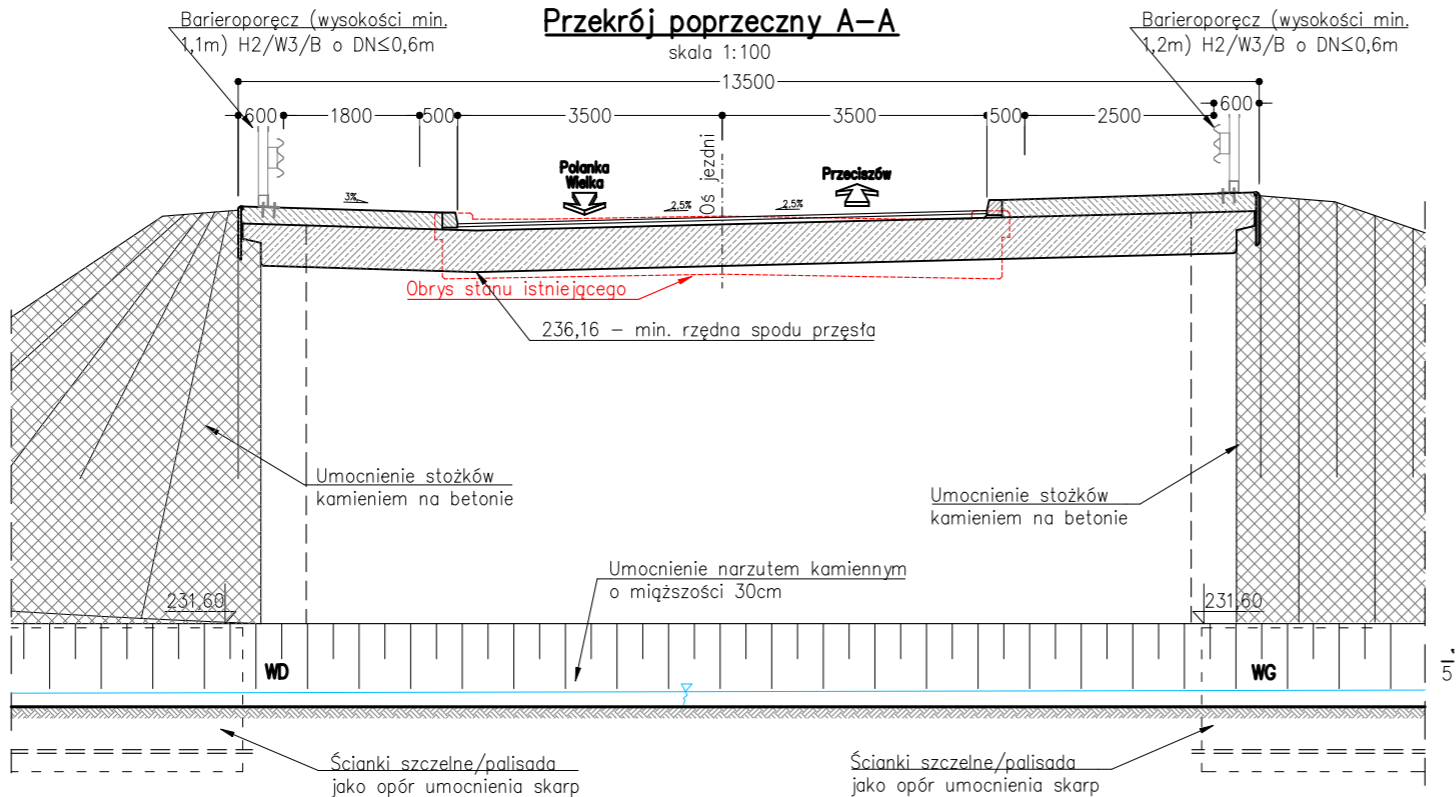 Przekrój poprzeczny A-A
skala 1:100
Barieroporęcz (wysokości min.
1,1m) H2/W3/B o DN≤0,6m
Barieroporęcz (wysokości min.
1,2m) H2/W3/B o DN≤0,6m
13500
600
1800
500
3500
3500
500
2500
600
Oś jezdni
Polanka
Wielka
Przeciszów
3%
2,5%
2,5%
Obrys stanu istniejącego
236,16 – min. rzędna spodu przęsła
Umocnienie stożków
kamieniem na betonie
Umocnienie stożków
kamieniem na betonie
Umocnienie narzutem kamiennym
o miąższości 30cm
231,60
231,60
WD
WG
Ścianki szczelne/palisada
jako opór umocnienia skarp
Ścianki szczelne/palisada
jako opór umocnienia skarp